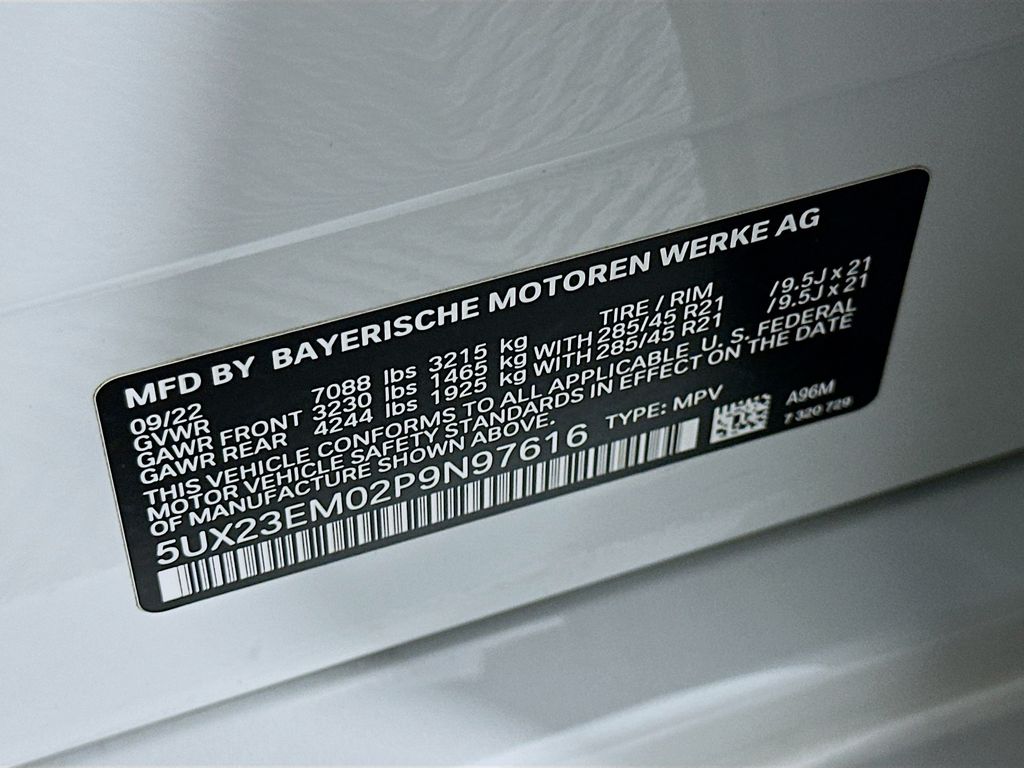 MFD BY BAYERISCHE MOTOREN WERKE AG
09/22 TIRE / RIM
GVWR 7088 lbs 3215 kg
GAWR FRONT 3230 lbs 1465 kg WITH 285/45 R21 /9.5J x 21
GAWR REAR 4244 lbs 1925 kg WITH 285/45 R21 /9.5J x 21
THIS VEHICLE CONFORMS TO ALL APPLICABLE U. S. FEDERAL
MOTOR VEHICLE SAFETY STANDARDS IN EFFECT ON THE DATE
OF MANUFACTURE SHOWN ABOVE.
5UX23EM02P9N97616 TYPE: MPV
A96M
7 320 729